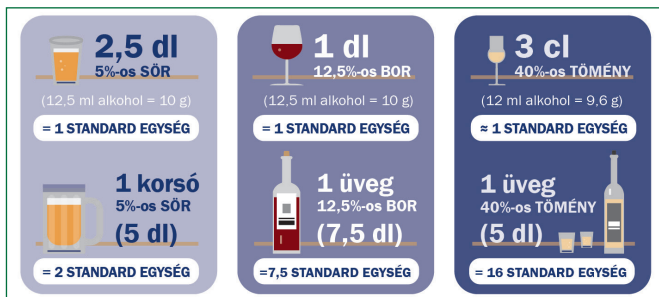 2,5 dl
5%-os SÖR
(12,5 ml alkohol = 10 g)
= 1 STANDARD EGYSÉG
1 korsó
5%-os SÖR
(5 dl)
= 2 STANDARD EGYSÉG
1 dl
12,5%-os BOR
(12,5 ml alkohol = 10 g)
= 1 STANDARD EGYSÉG
1 üveg
12,5%-os BOR
(7,5 dl)
=7,5 STANDARD EGYSÉG
3 cl
40%-os TÖMÉNY
(12 ml alkohol = 9,6 g)
≈ 1 STANDARD EGYSÉG
1 üveg
40%-os TÖMÉNY
(5 dl)
= 16 STANDARD EGYSÉG